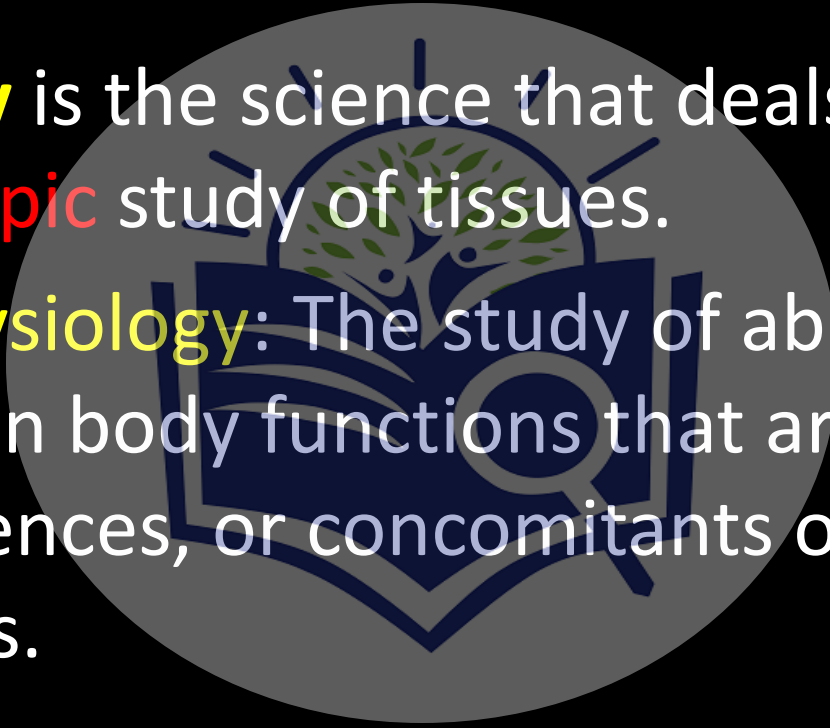 y is the science that deals
pic study of tissues.
ysiology: The study of ab
n body functions that ar
ences, or concomitants o
s.